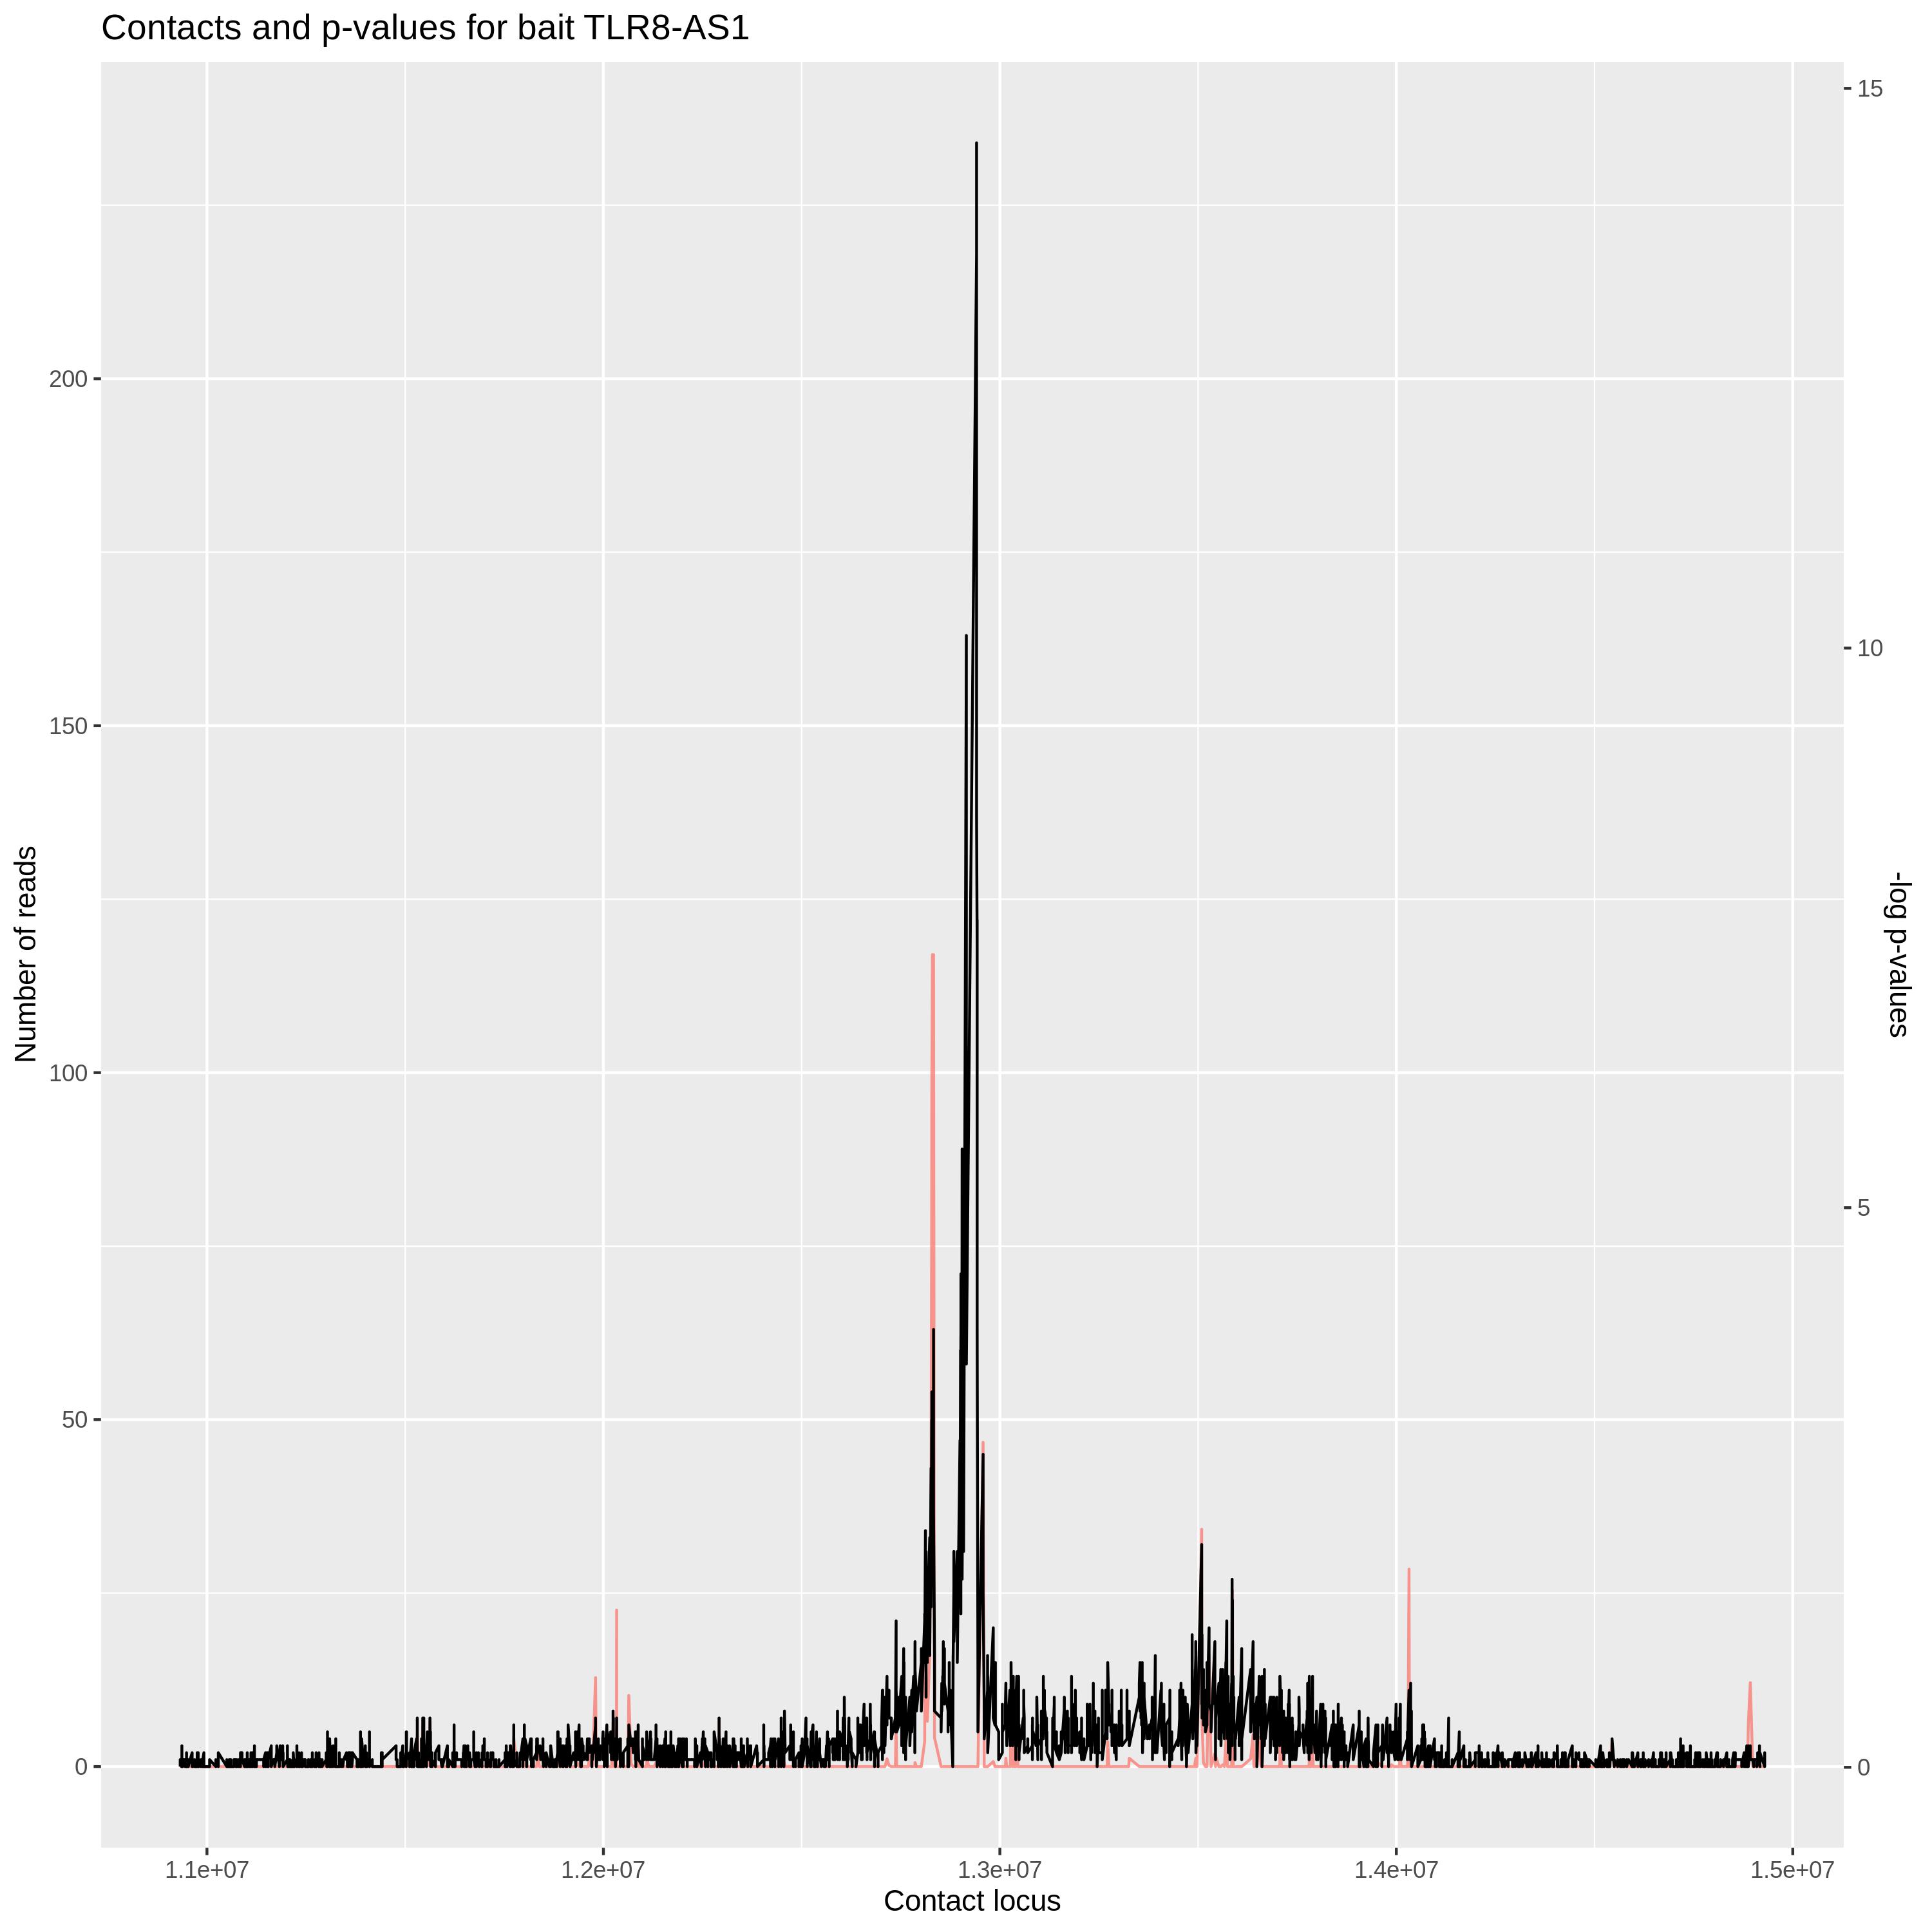 Contacts and p-values for bait TLR8-AS1
15
200
10
150
Number of reads
-log p-values
100
5
50
0
0
1.1e+07
1.2e+07
1.3e+07
1.4e+07
1.5e+07
Contact locus